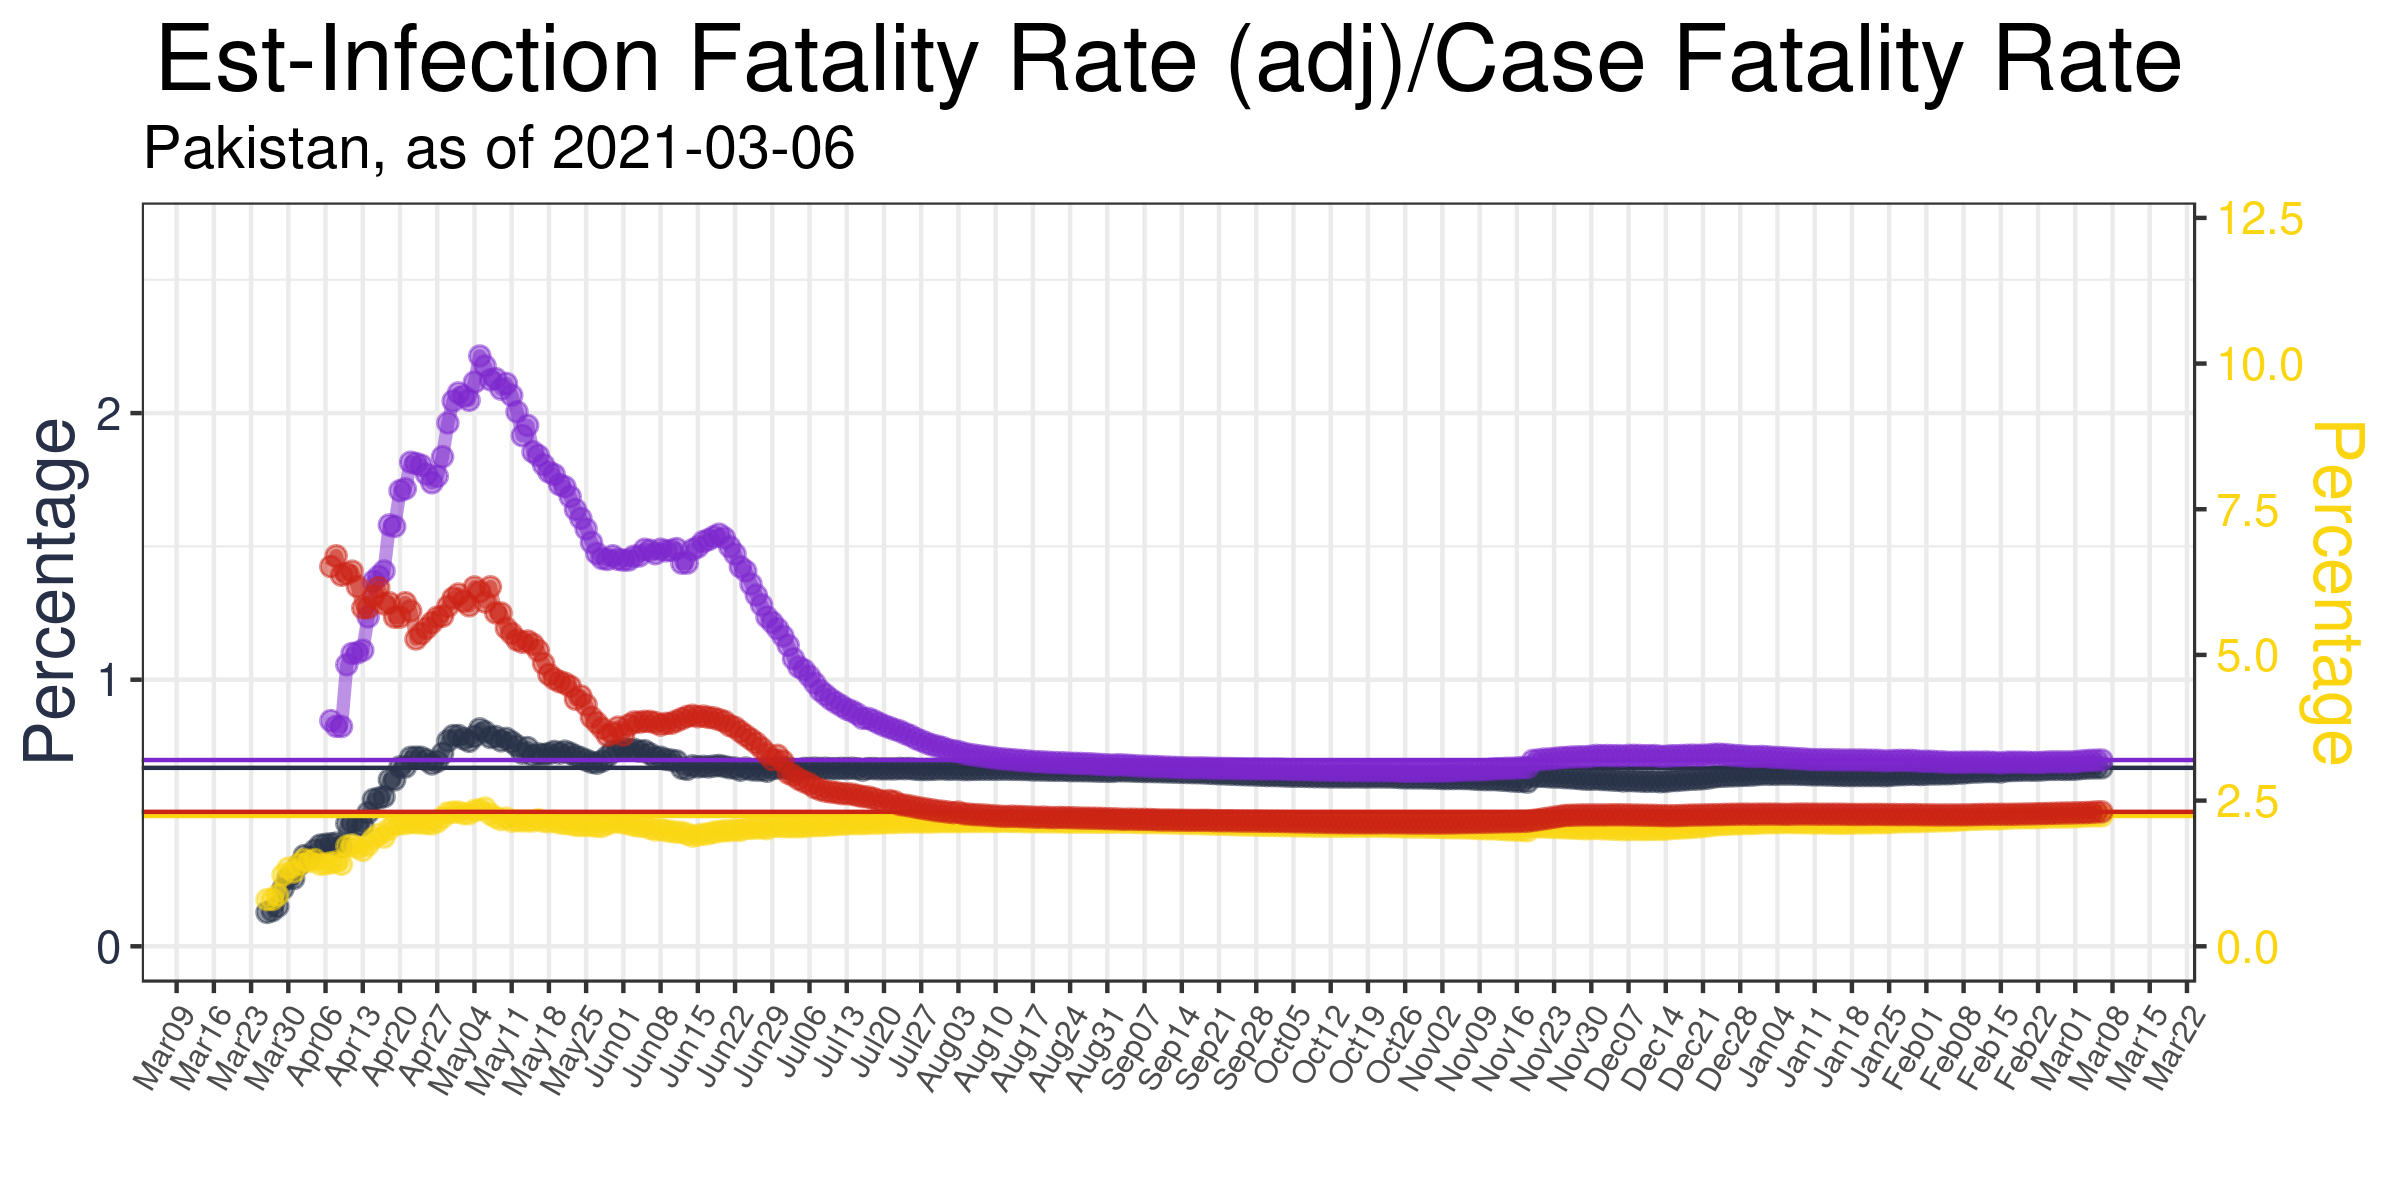 Est-Infection Fatality Rate (adj)/Case Fatality Rate
Pakistan, as of 2021-03-06
Percentage
2
1
0
12.5
10.0
7.5
5.0
2.5
0.0
Percentage
Mar09
Mar16
Mar23
Mar30
Apr06
Apr13
Apr20
Apr27
May04
May11
May18
May25
Jun01
Jun08
Jun15
Jun22
Jun29
Jul06
Jul13
Jul20
Jul27
Aug03
Aug10
Aug17
Aug24
Aug31
Sep07
Sep14
Sep21
Sep28
Oct05
Oct12
Oct19
Oct26
Nov02
Nov09
Nov16
Nov23
Nov30
Dec07
Dec14
Dec21
Dec28
Jan04
Jan11
Jan18
Jan25
Feb01
Feb08
Feb15
Feb22
Mar01
Mar08
Mar15
Mar22